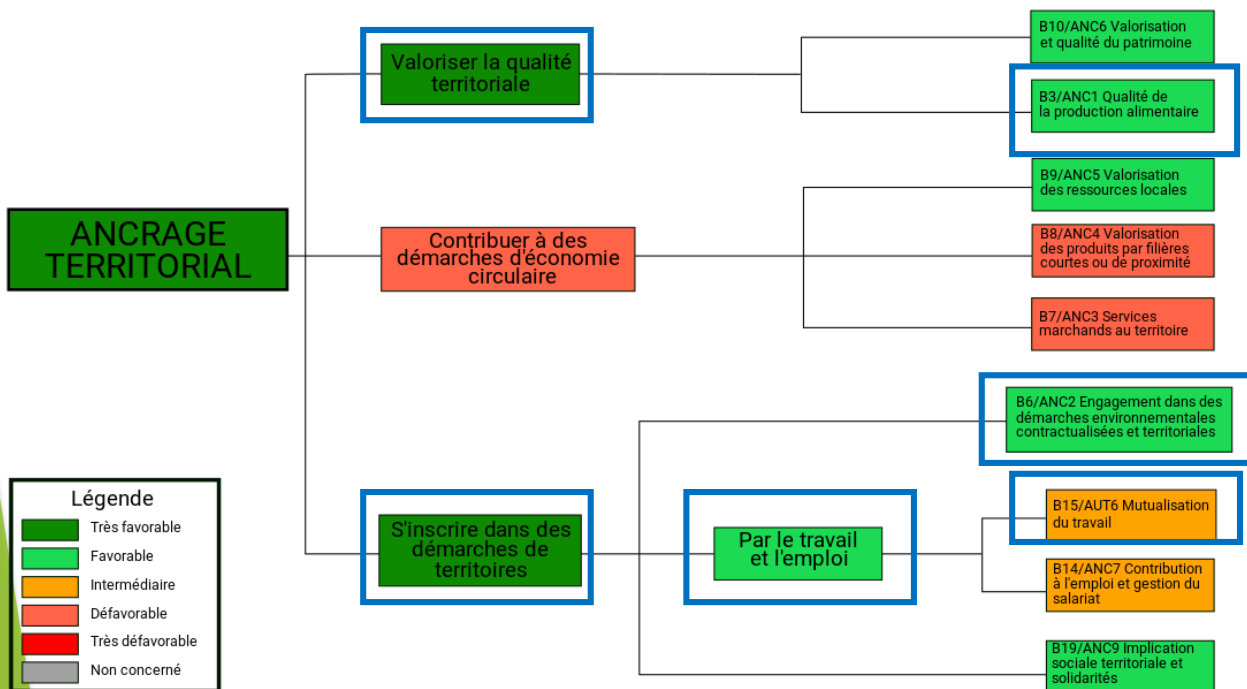 ANCRAGE
TERRITORIAL
Valoriser la qualité
territoriale
B10/ANC6 Valorisation
et qualité du patrimoine
B3/ANC1 Qualité de
la production alimentaire
Contribuer à des
démarches d'économie
circulaire
B9/ANC5 Valorisation
des ressources locales
B8/ANC4 Valorisation
des produits par filières
courtes ou de proximité
B7/ANC3 Services
marchands au territoire
S'inscrire dans des
démarches de
territoires
B6/ANC2 Engagement dans des
démarches environnementales
contractualisées et territoriales
Par le travail
et l'emploi
B15/AUT6 Mutualisation
du travail
B14/ANC7 Contribution
à l'emploi et gestion du
salariat
B19/ANC9 Implication
sociale territoriale et
solidarités
Légende
Très favorable
Favorable
Intermédiaire
Défavorable
Très défavorable
Non concerné